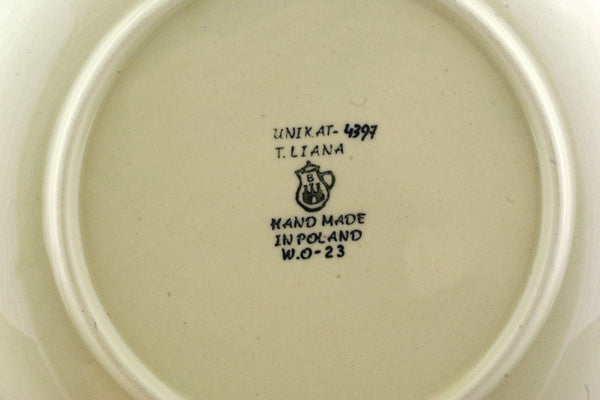 UNIKAT-4397
T. LIANA
B
HAND MADE
IN POLAND
W.O-23